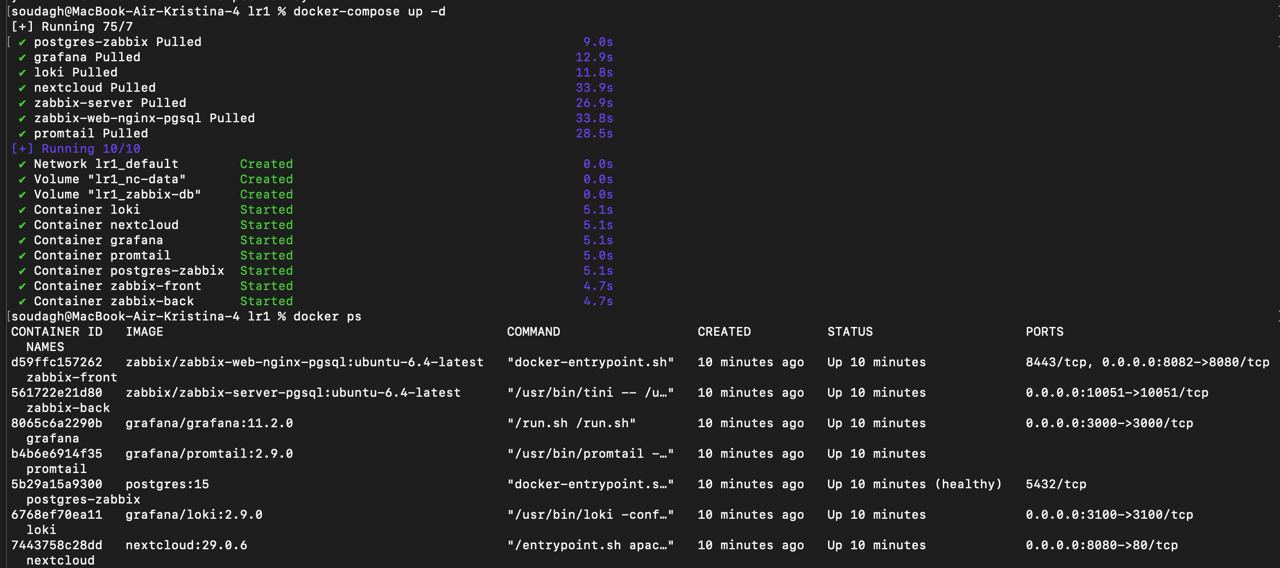 [soudagh@MacBook-Air-Kristina-4 lr1 % docker-compose up -d
[+] Running 75/7
[ ✔ postgres-zabbix Pulled 9.0s
✔ grafana Pulled 12.9s
✔ loki Pulled 11.8s
✔ nextcloud Pulled 33.9s
✔ zabbix-server Pulled 26.9s
✔ zabbix-web-nginx-pgsql Pulled 33.8s
✔ promtail Pulled 28.5s
[+] Running 10/10
✔ Network lr1_default Created 0.0s
✔ Volume "lr1_nc-data" Created 0.0s
✔ Volume "lr1_zabbix-db" Created 0.0s
✔ Container loki Started 5.1s
✔ Container nextcloud Started 5.1s
✔ Container grafana Started 5.1s
✔ Container promtail Started 5.0s
✔ Container postgres-zabbix Started 5.1s
✔ Container zabbix-front Started 4.7s
✔ Container zabbix-back Started 4.7s
[soudagh@MacBook-Air-Kristina-4 lr1 % docker ps
CONTAINER ID IMAGE COMMAND CREATED STATUS PORTS
NAMES
d59ffc157262 zabbix/zabbix-web-nginx-pgsql:ubuntu-6.4-latest "docker-entrypoint.sh" 10 minutes ago Up 10 minutes 8443/tcp, 0.0.0.0:8082->8080/tcp
zabbix-front
561722e21d80 zabbix/zabbix-server-pgsql:ubuntu-6.4-latest "/usr/bin/tini -- /u…" 10 minutes ago Up 10 minutes 0.0.0.0:10051->10051/tcp
zabbix-back
8065c6a2290b grafana/grafana:11.2.0 "/run.sh /run.sh" 10 minutes ago Up 10 minutes 0.0.0.0:3000->3000/tcp
grafana
b4b6e6914f35 grafana/promtail:2.9.0 "/usr/bin/promtail -…" 10 minutes ago Up 10 minutes
promtail
5b29a15a9300 postgres:15 "docker-entrypoint.s…" 10 minutes ago Up 10 minutes (healthy) 5432/tcp
postgres-zabbix
6768ef70ea11 grafana/loki:2.9.0 "/usr/bin/loki -conf…" 10 minutes ago Up 10 minutes 0.0.0.0:3100->3100/tcp
loki
7443758c28dd nextcloud:29.0.6 "/entrypoint.sh apac…" 10 minutes ago Up 10 minutes 0.0.0.0:8080->80/tcp
nextcloud